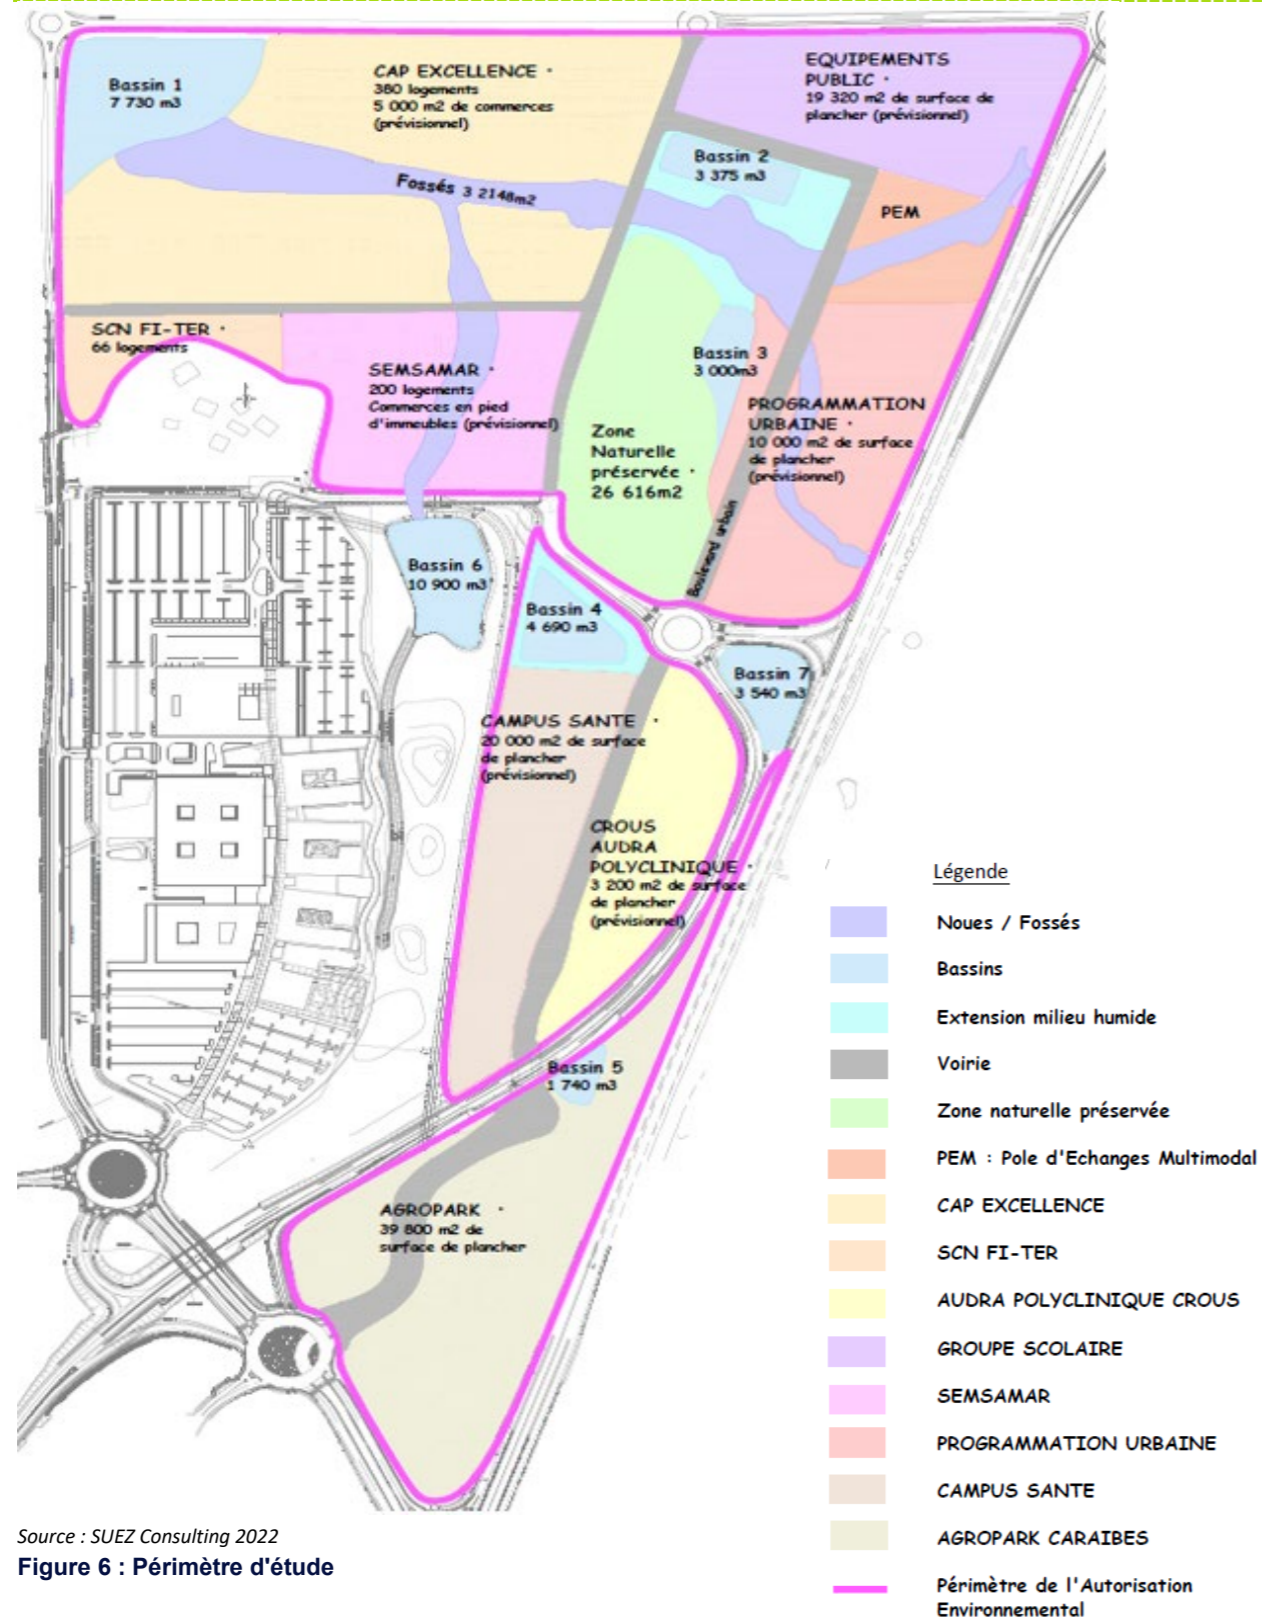 Bassin 1
7 730 m3
CAP EXCELLENCE ·
380 logements
5 000 m2 de commerces
(prévisionnel)
EQUIPEMENTS
PUBLIC ·
19 320 m2 de surface de
plancher (prévisionnel)
Bassin 2
3 375 m3
Fossés 3 2148m2
PEM
SCN FI-TER ·
66 logements
SEMSAMAR ·
200 logements
Commerces en pied
d'immeubles (prévisionnel)
Bassin 3
3 000m3
PROGRAMMATION
URBAINE ·
10 000 m2 de surface
de plancher
(prévisionnel)
Zone
Naturelle
préservée ·
26 616m2
Boulevard urbain
Bassin 6
10 900 m3
Bassin 4
4 690 m3
Bassin 7
3 540 m3
CAMPUS SANTE ·
20 000 m2 de surface
de plancher
(prévisionnel)
CROUS
AUDRA
POLYCLINIQUE ·
3 200 m2 de surface
de plancher
(prévisionnel)
Bassin 5
1 740 m3
AGROPARK ·
39 800 m2 de
surface de plancher
Légende
Noues / Fossés
Bassins
Extension milieu humide
Voirie
Zone naturelle préservée
PEM : Pole d'Echanges Multimodal
CAP EXCELLENCE
SCN FI-TER
AUDRA POLYCLINIQUE CROUS
GROUPE SCOLAIRE
SEMSAMAR
PROGRAMMATION URBAINE
CAMPUS SANTE
AGROPARK CARAIBES
Périmètre de l'Autorisation
Environnemental
Source : SUEZ Consulting 2022
Figure 6 : Périmètre d'étude